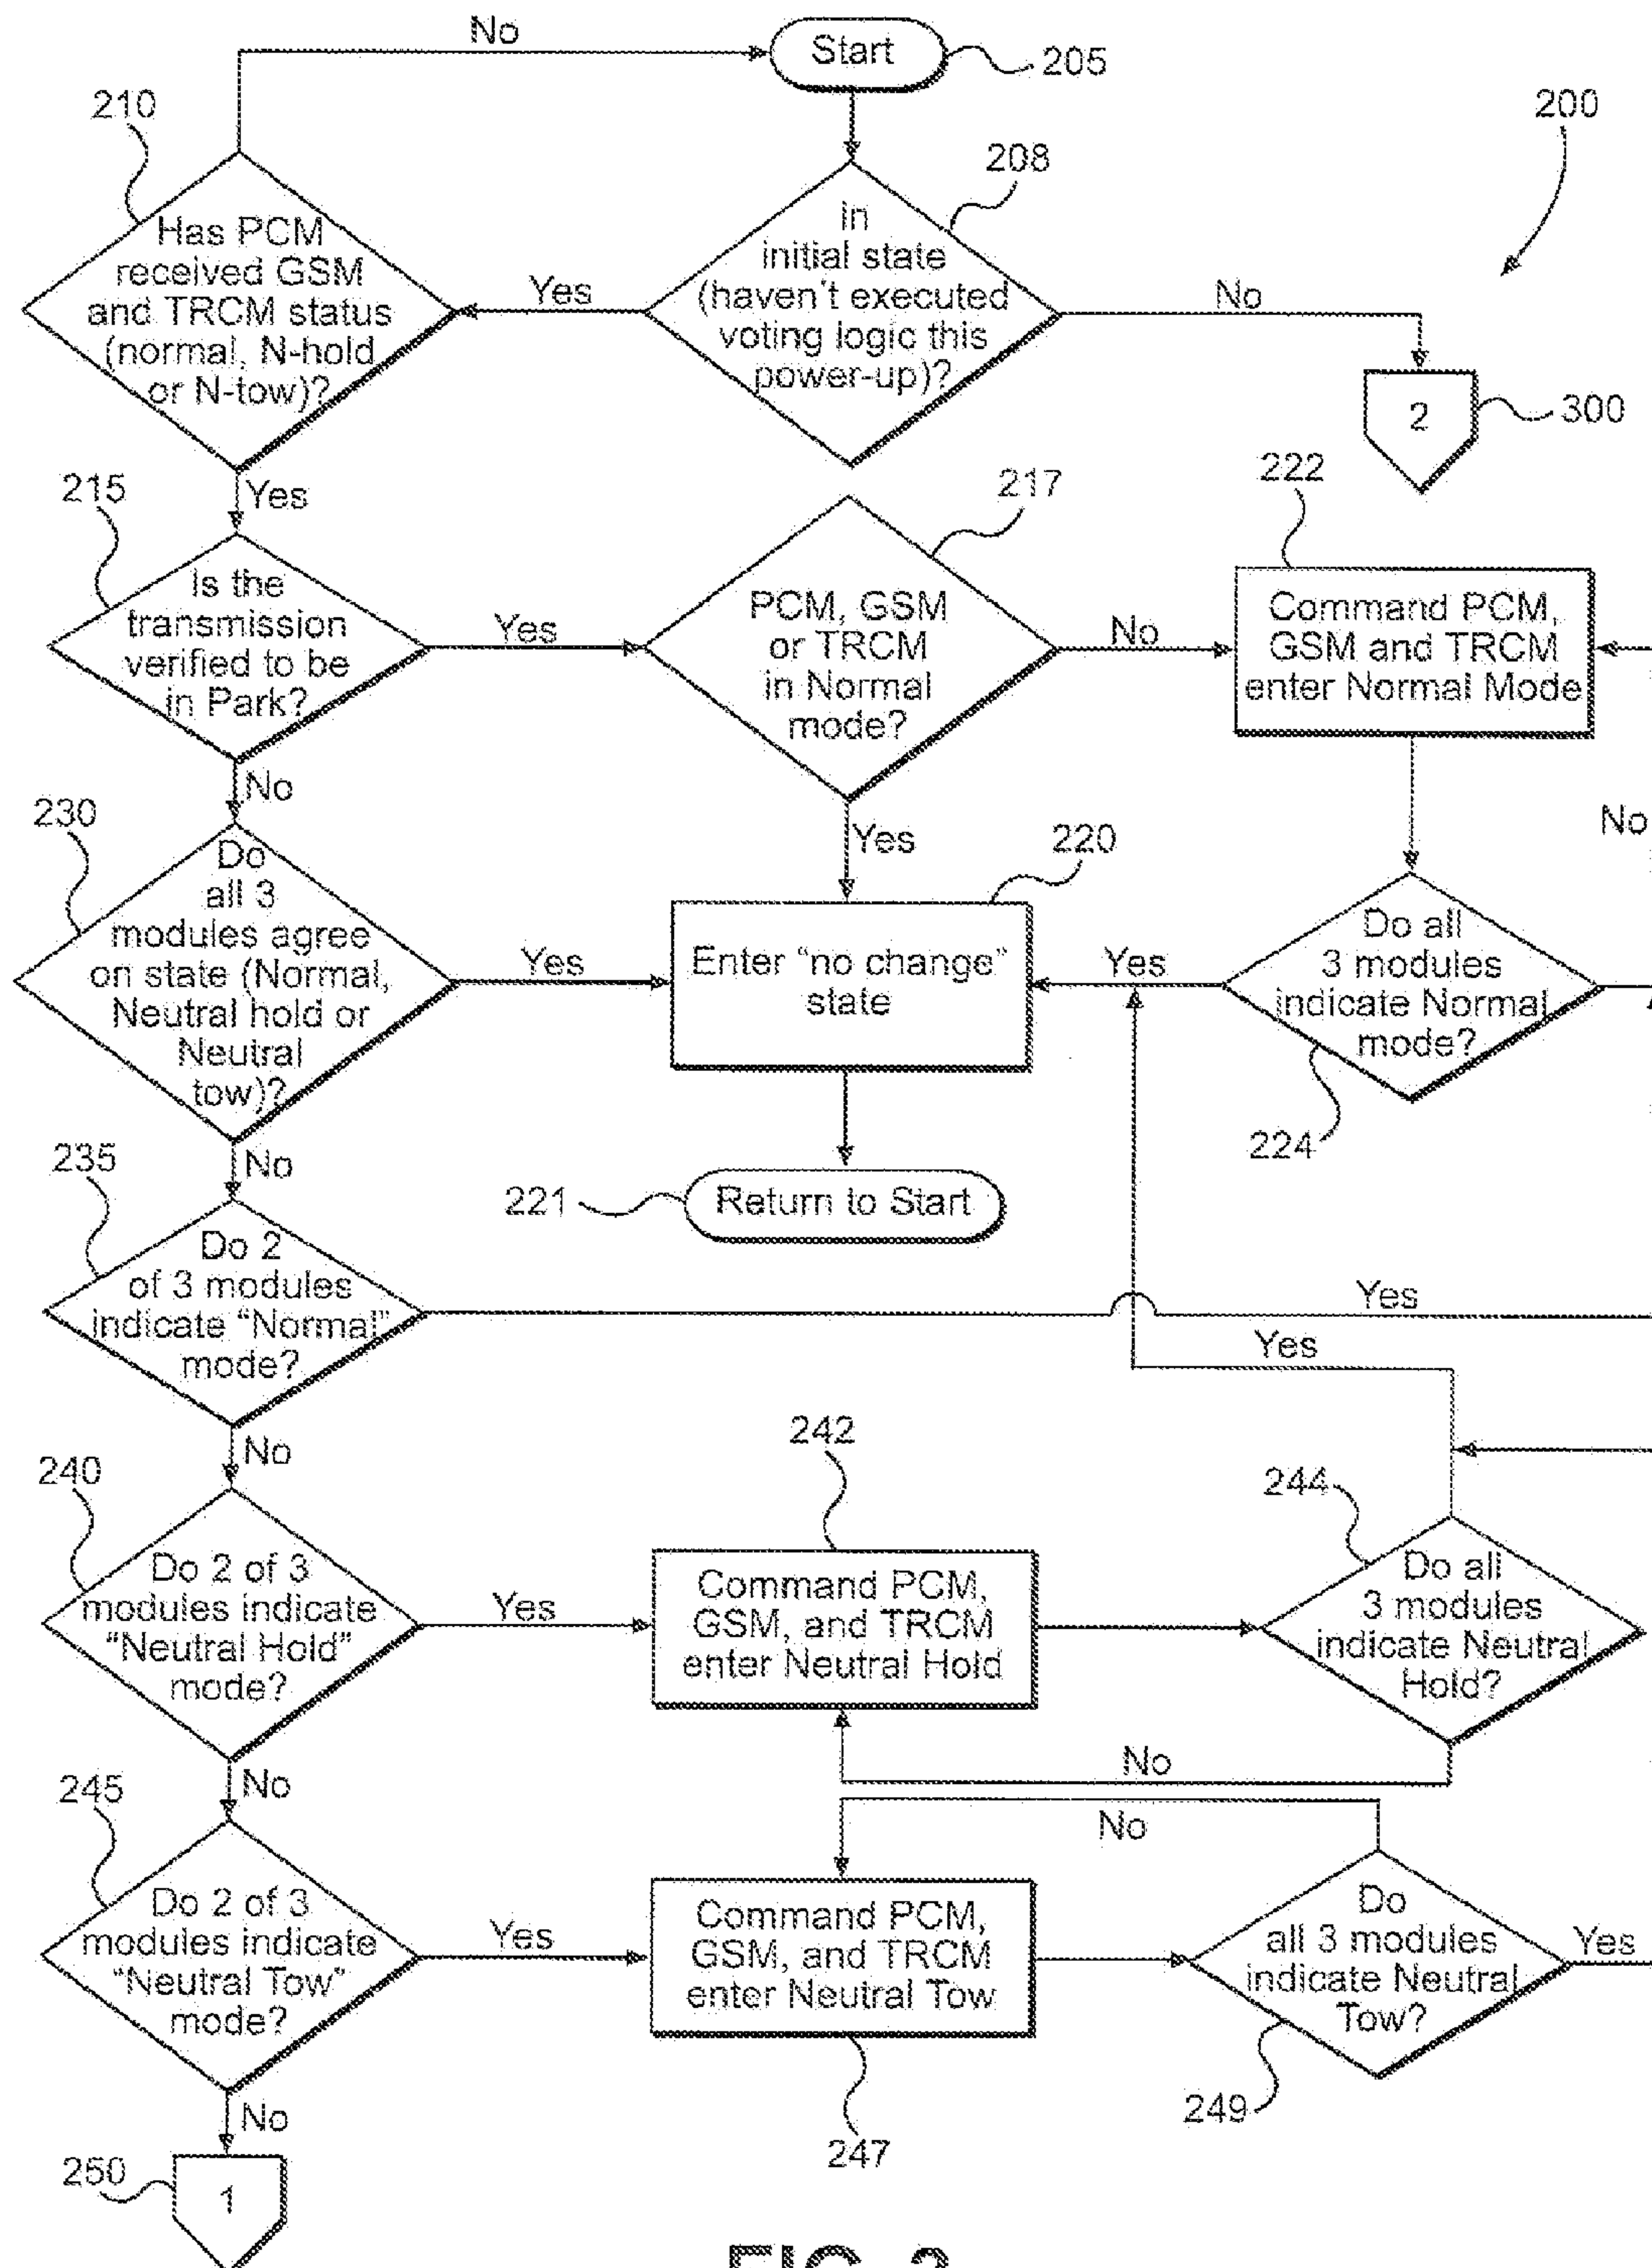 No
Start
205
210
200
208
Has PCM
received GSM
and TRCM status
(normal, N-hold
or N-tow)?
Yes
in
initial state
(haven't executed
voting logic this
power-up)?
No
2
300
Yes
215
217
222
Is the
transmission
verified to be
in Park?
Yes
PCM, GSM
or TRCM
in Normal
mode?
No
Command PCM,
GSM and TRCM
enter Normal Mode
No
Yes
No
230
220
Do
all 3
modules agree
on state (Normal,
Neutral hold or
Neutral
tow)?
Yes
Enter "no change"
state
Yes
Do all
3 modules
indicate Normal
mode?
224
No
235
221
Return to Start
Do 2
of 3 modules
indicate "Normal"
mode?
Yes
Yes
No
240
242
244
Do 2 of 3
modules indicate
"Neutral Hold"
mode?
Yes
Command PCM,
GSM, and TRCM
enter Neutral Hold
Do all
3 modules
indicate Neutral
Hold?
No
No
245
No
Do 2 of 3
modules indicate
"Neutral Tow"
mode?
Yes
Command PCM,
GSM, and TRCM
enter Neutral Tow
Do
all 3 modules
indicate Neutral
Tow?
Yes
249
247
No
250
1